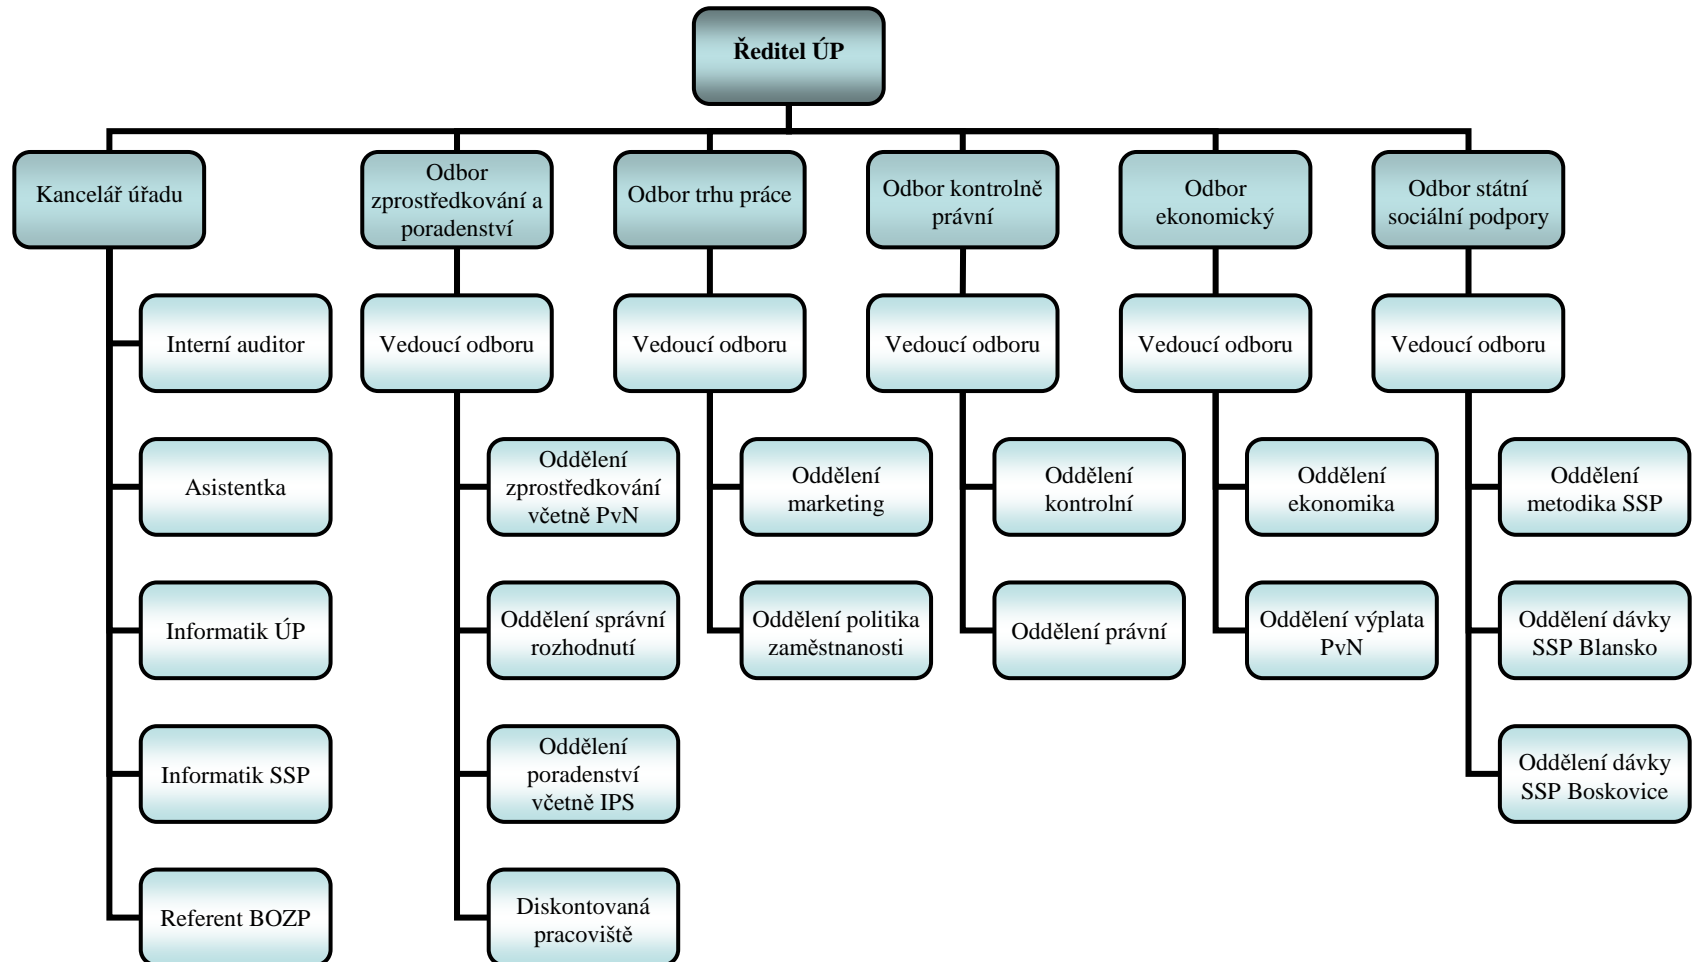 Ředitel ÚP
Kancelář úřadu
Odbor
zprostředkování a
poradenství
Odbor trhu práce
Odbor kontrolně
právní
Odbor
ekonomický
Odbor státní
sociální podpory
Interní auditor
Vedoucí odboru
Vedoucí odboru
Vedoucí odboru
Vedoucí odboru
Vedoucí odboru
Asistentka
Oddělení
zprostředkování
včetně PvN
Oddělení
marketing
Oddělení
kontrolní
Oddělení
ekonomika
Oddělení
metodika SSP
Informatik ÚP
Oddělení správní
rozhodnutí
Oddělení politika
zaměstnanosti
Oddělení právní
Oddělení výplata
PvN
Oddělení dávky
SSP Blansko
Informatik SSP
Oddělení
poradenství
včetně IPS
Oddělení dávky
SSP Boskovice
Referent BOZP
Diskontovaná
pracoviště